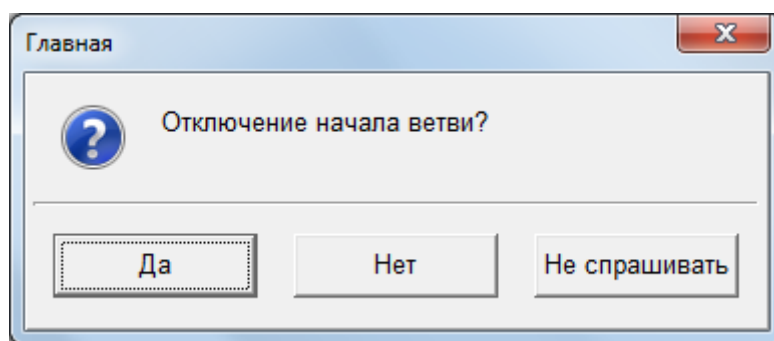 Главная
Отключение начала ветви?
Да
Нет
Не спрашивать